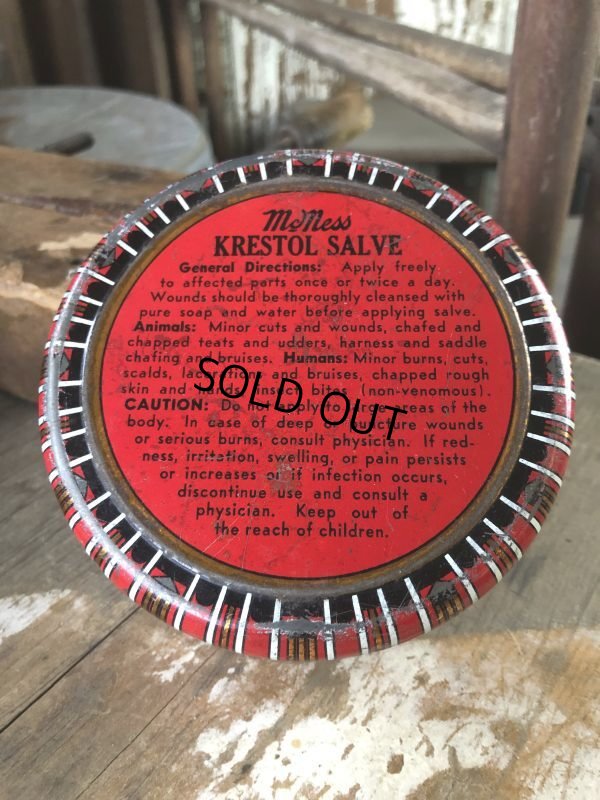 McNess
KRESTOL SALVE
General Directions: Apply freely
to affected parts once or twice a day.
Wounds should be thoroughly cleansed with
pure soap and water before applying salve.
Animals: Minor cuts and wounds, chafed and
chapped teats and udders, harness and saddle
chafing and bruises. Humans: Minor burns, cuts,
scalds, lacerations and bruises, chapped rough
skin and hands, insect bites (non-venomous).
SOLD OUT
CAUTION: Do not apply to large areas of the
body. In case of deep or puncture wounds
or serious burns, consult physician. If red-
ness, irritation, swelling, or pain persists
or increases or if infection occurs,
discontinue use and consult a
physician. Keep out of
the reach of children.